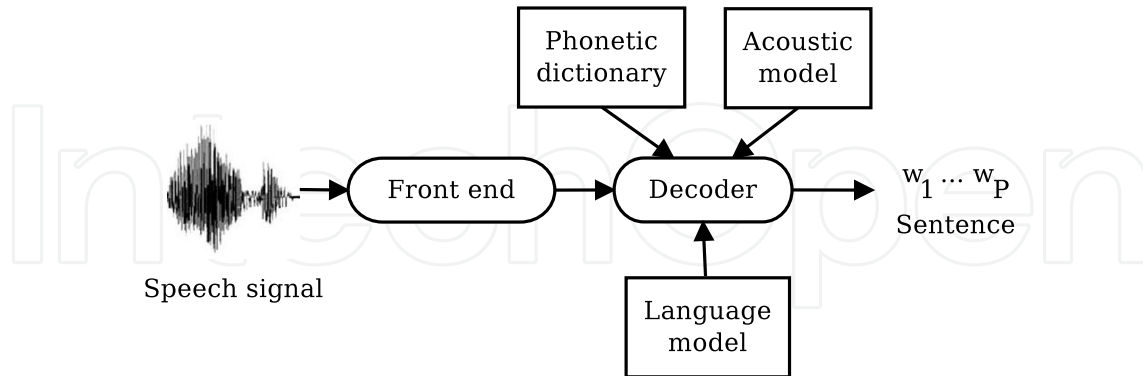 Phonetic
dictionary
Acoustic
model
Front end
Decoder
w1 ... wP
Sentence
Speech signal
Language
model
IntechOpen